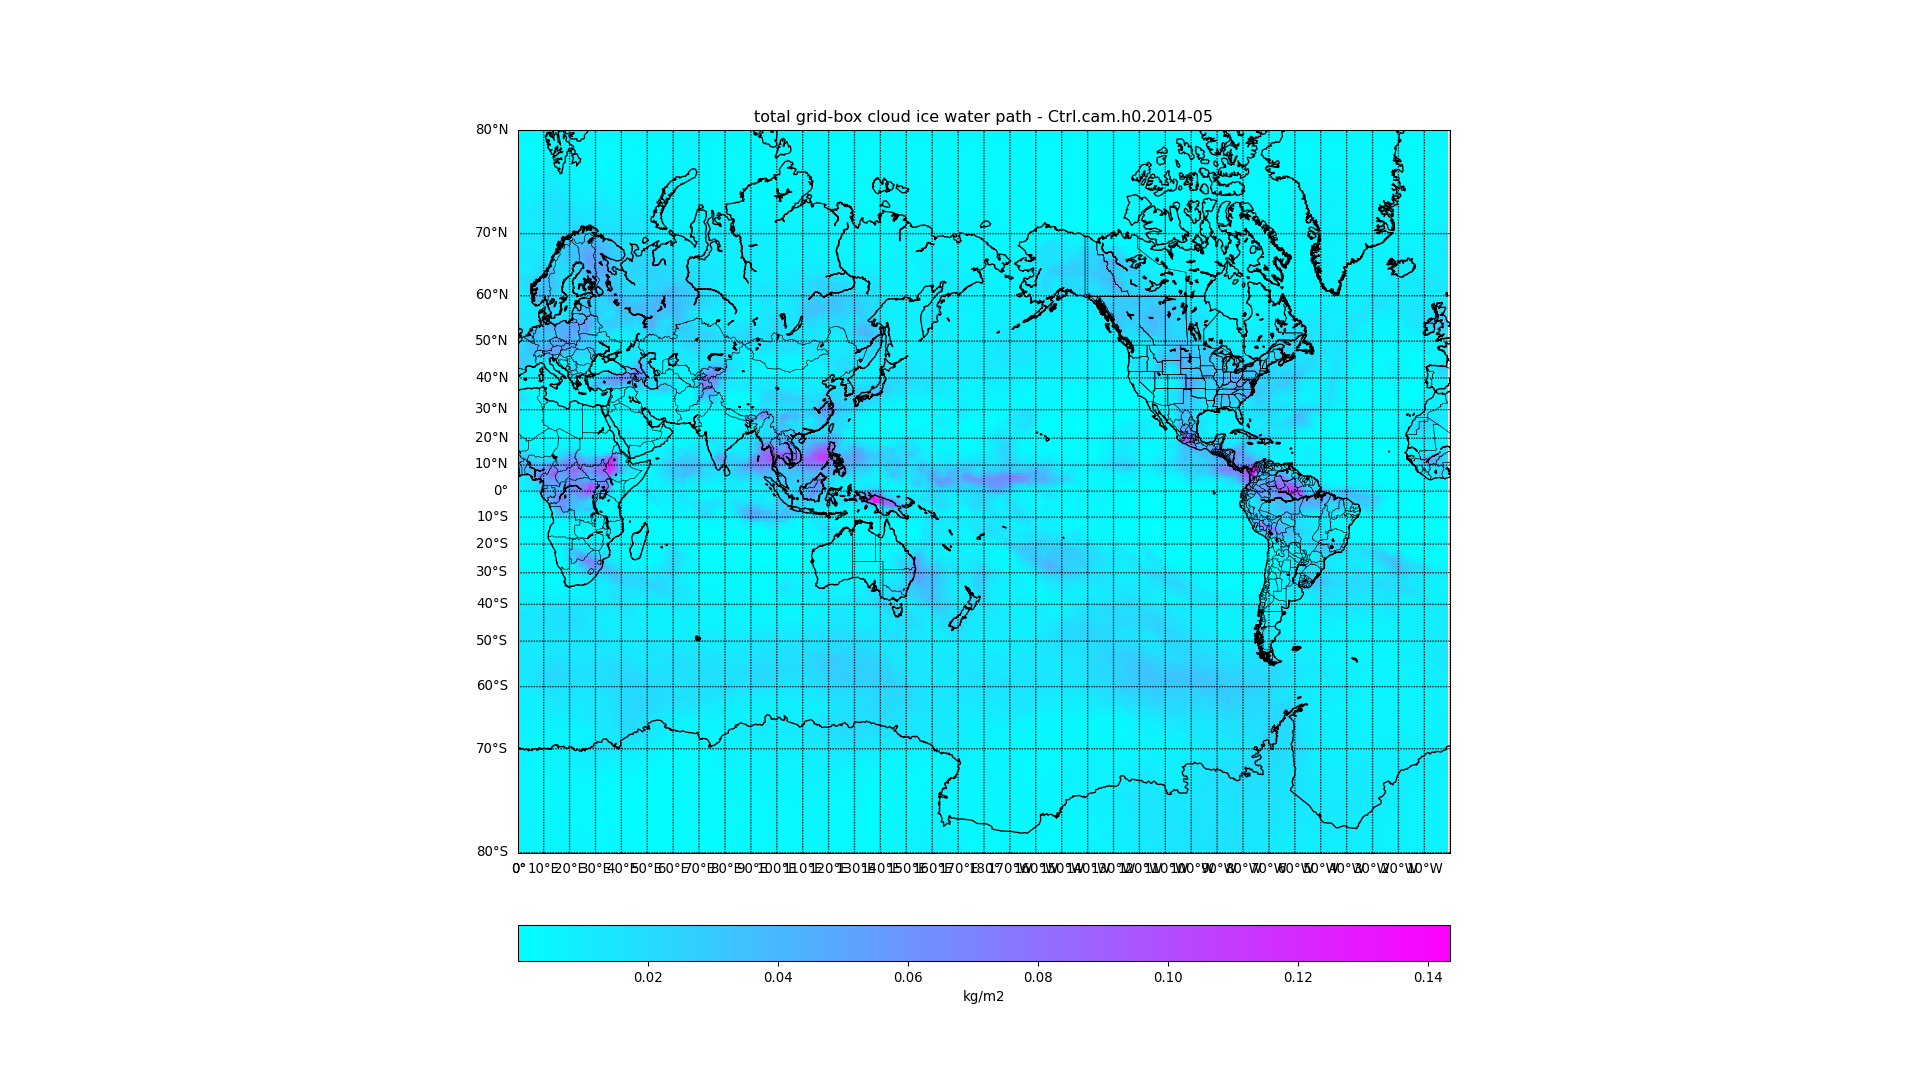 total grid-box cloud ice water path - Ctrl.cam.h0.2014-05
80°N
70°N
60°N
50°N
40°N
30°N
20°N
10°N
0°
10°S
20°S
30°S
40°S
50°S
60°S
70°S
80°S
0° 10°E 20°E 30°E 40°E 50°E 60°E 70°E 80°E 90°E 100°E 110°E 120°E 130°E 140°E 150°E 160°E 170°E 180° 170°W 160°W 150°W 140°W 130°W 120°W 110°W 100°W 90°W 80°W 70°W 60°W 50°W 40°W 30°W 20°W 10°W
0.02 0.04 0.06 0.08 0.10 0.12 0.14
kg/m2